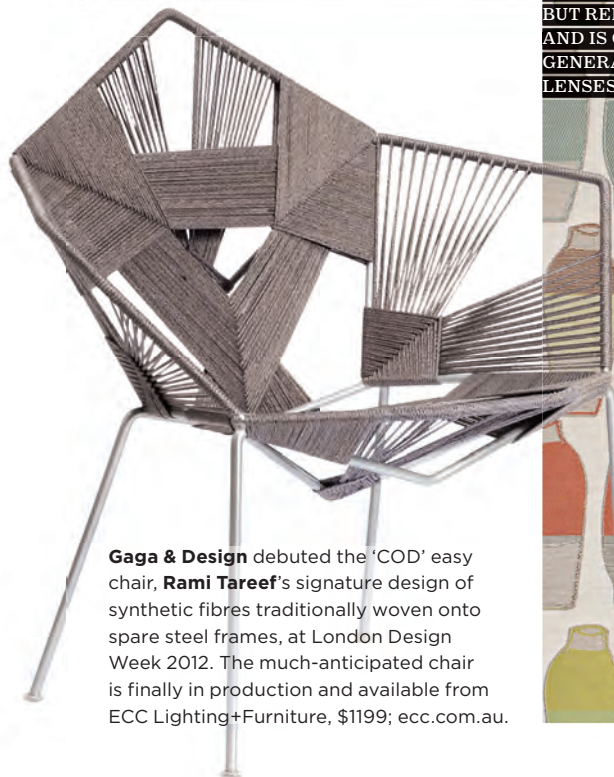 BUT
AND IS
LENSES
Gaga & Design debuted the ‘COD’ easy
chair, Rami Tareef’s signature design of
synthetic fibres traditionally woven onto
spare steel frames, at London Design
Week 2012. The much-anticipated chair
is finally in production and available from
ECC Lighting+Furniture, $1199; ecc.com.au.